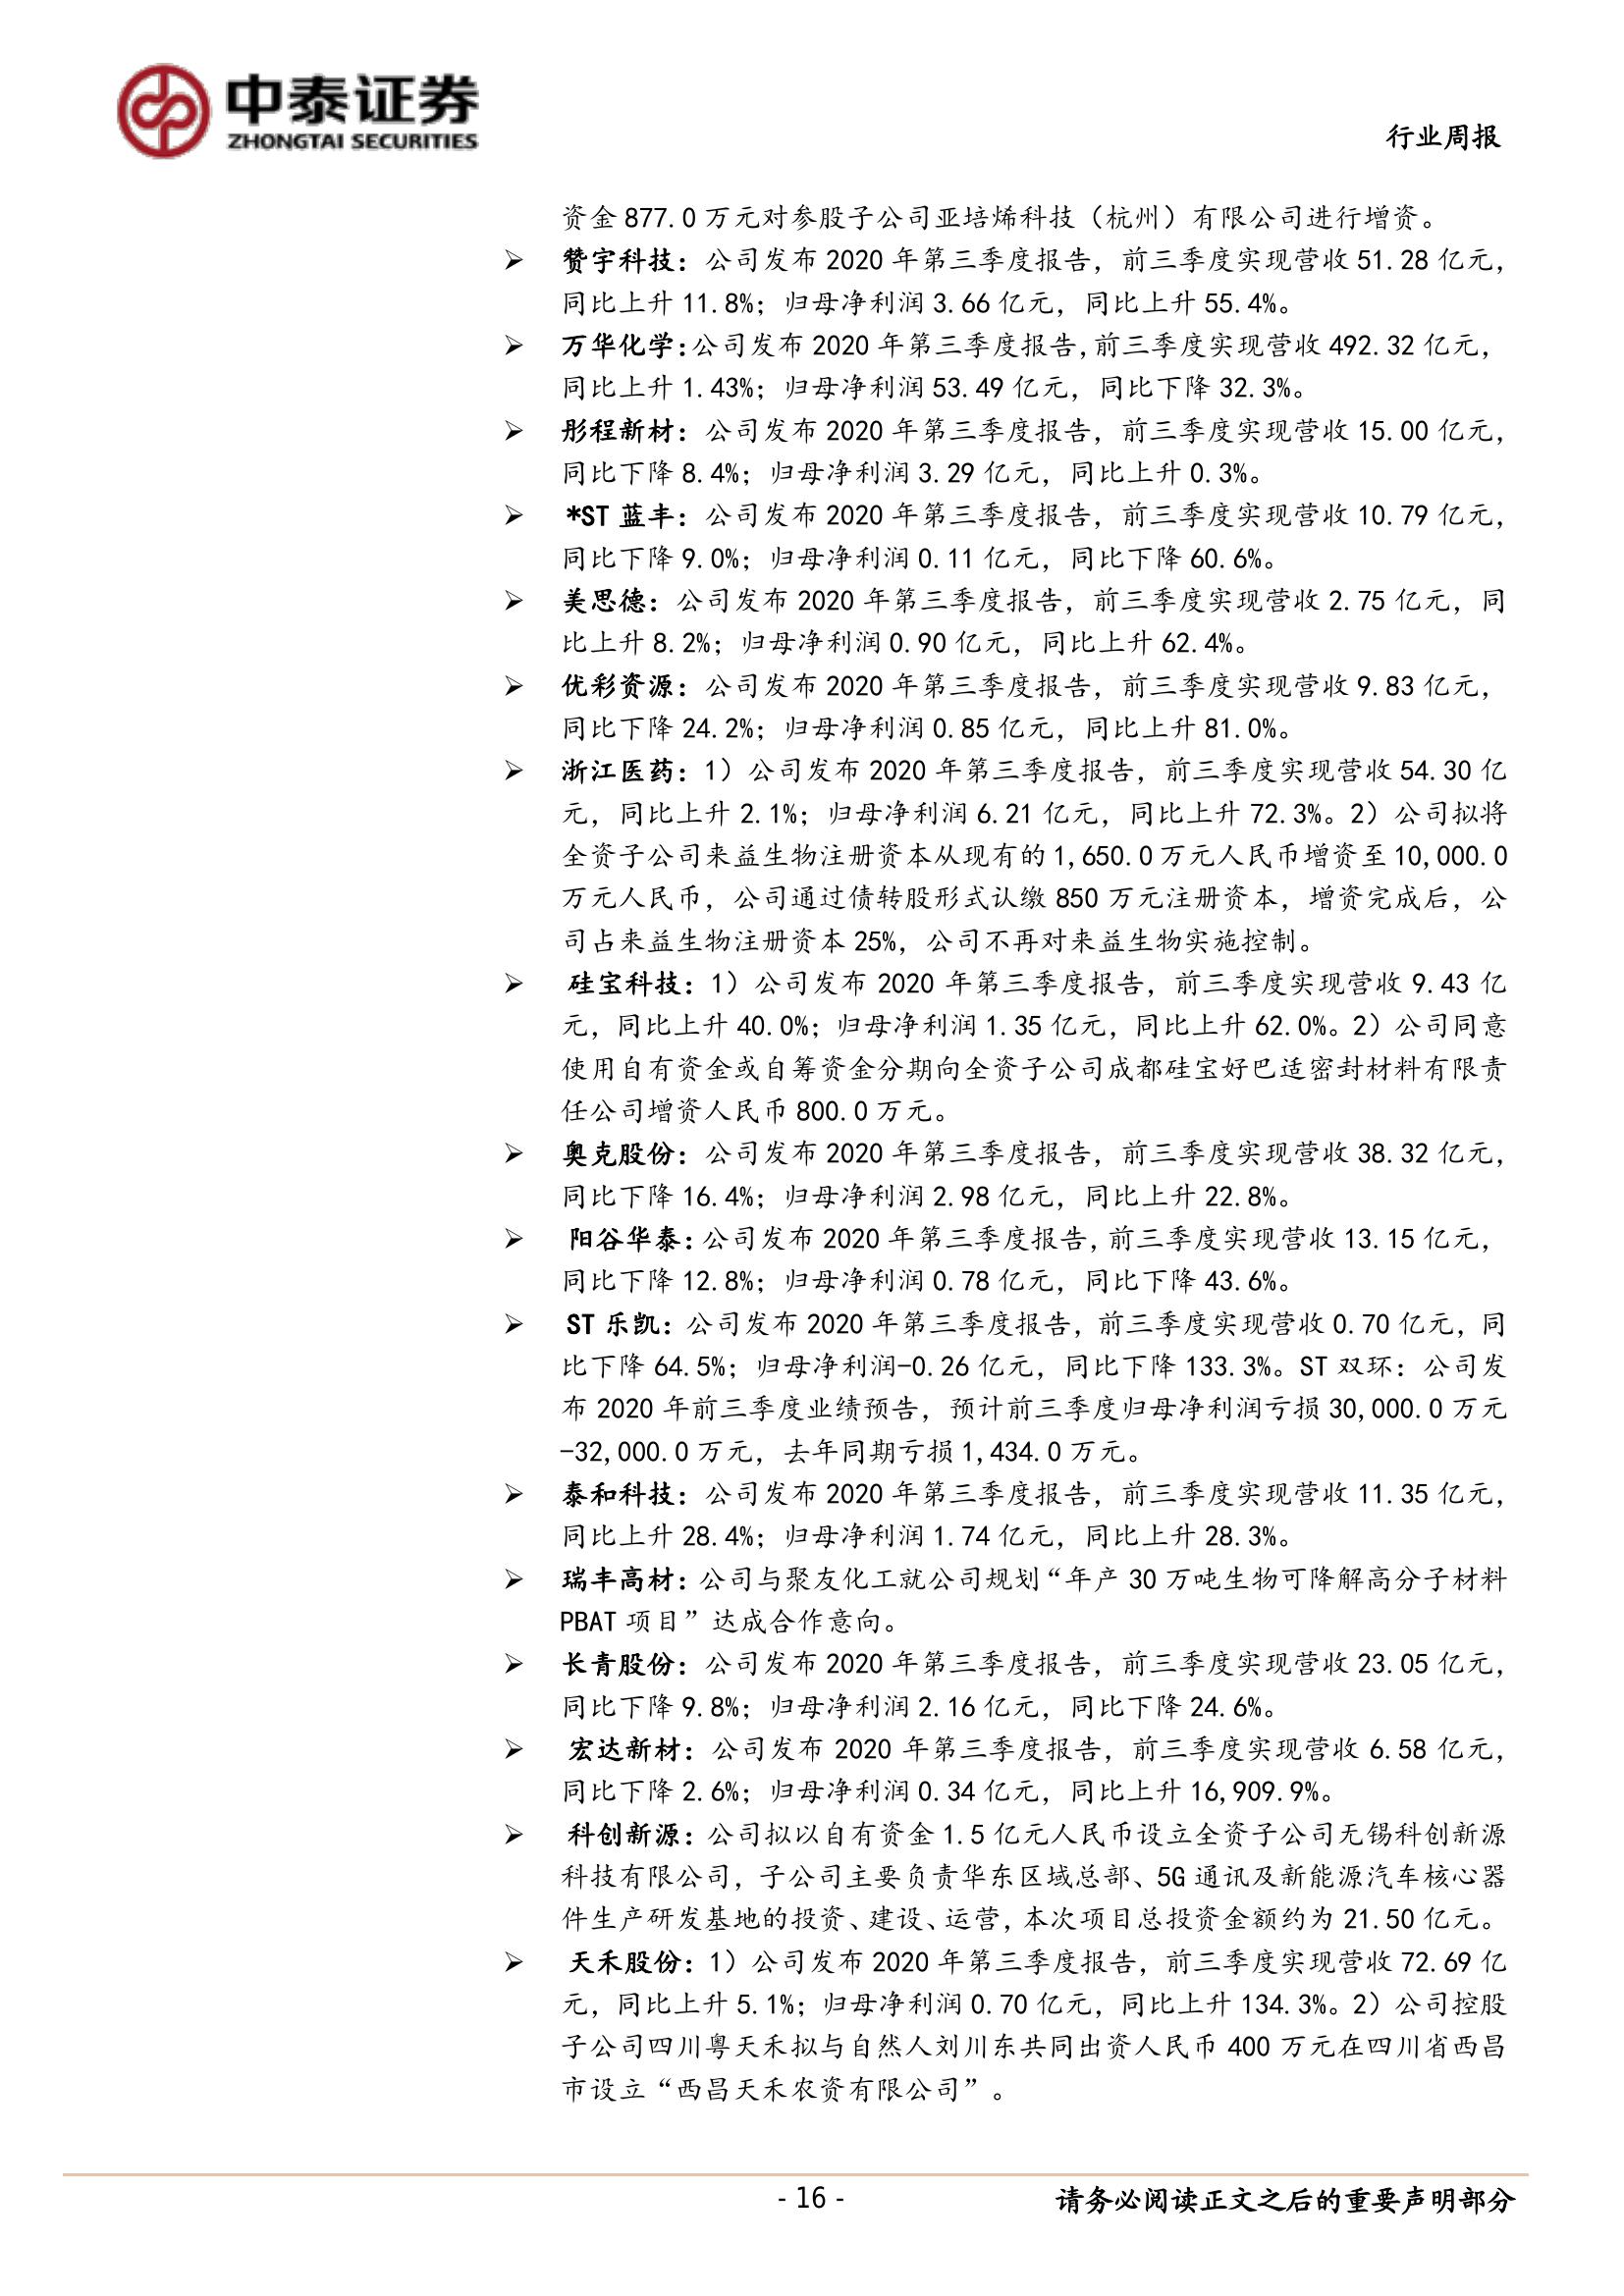 中泰证券
ZHONGTAI SECURITIES
行业周报
资金 877.0 万元对参股子公司亚培烯科技（杭州）有限公司进行增资。
➢ 赞宇科技：公司发布 2020 年第三季度报告，前三季度实现营收 51.28 亿元，
同比上升 11.8%；归母净利润 3.66 亿元，同比上升 55.4%。
➢ 万华化学：公司发布 2020 年第三季度报告，前三季度实现营收 492.32 亿元，
同比上升 1.43%；归母净利润 53.49 亿元，同比下降 32.3%。
➢ 彤程新材：公司发布 2020 年第三季度报告，前三季度实现营收 15.00 亿元，
同比下降 8.4%；归母净利润 3.29 亿元，同比上升 0.3%。
➢ *ST 蓝丰：公司发布 2020 年第三季度报告，前三季度实现营收 10.79 亿元，
同比下降 9.0%；归母净利润 0.11 亿元，同比下降 60.6%。
➢ 美思德：公司发布 2020 年第三季度报告，前三季度实现营收 2.75 亿元，同
比上升 8.2%；归母净利润 0.90 亿元，同比上升 62.4%。
➢ 优彩资源：公司发布 2020 年第三季度报告，前三季度实现营收 9.83 亿元，
同比下降 24.2%；归母净利润 0.85 亿元，同比上升 81.0%。
➢ 浙江医药：1）公司发布 2020 年第三季度报告，前三季度实现营收 54.30 亿
元，同比上升 2.1%；归母净利润 6.21 亿元，同比上升 72.3%。2）公司拟将
全资子公司来益生物注册资本从现有的 1,650.0 万元人民币增资至 10,000.0
万元人民币，公司通过债转股形式认缴 850 万元注册资本，增资完成后，公
司占来益生物注册资本 25%，公司不再对来益生物实施控制。
➢ 硅宝科技：1）公司发布 2020 年第三季度报告，前三季度实现营收 9.43 亿
元，同比上升 40.0%；归母净利润 1.35 亿元，同比上升 62.0%。2）公司同意
使用自有资金或自筹资金分期向全资子公司成都硅宝好巴适密封材料有限责
任公司增资人民币 800.0 万元。
➢ 奥克股份：公司发布 2020 年第三季度报告，前三季度实现营收 38.32 亿元，
同比下降 16.4%；归母净利润 2.98 亿元，同比上升 22.8%。
➢ 阳谷华泰：公司发布 2020 年第三季度报告，前三季度实现营收 13.15 亿元，
同比下降 12.8%；归母净利润 0.78 亿元，同比下降 43.6%。
➢ ST 乐凯：公司发布 2020 年第三季度报告，前三季度实现营收 0.70 亿元，同
比下降 64.5%；归母净利润-0.26 亿元，同比下降 133.3%。ST 双环：公司发
布 2020 年前三季度业绩预告，预计前三季度归母净利润亏损 30,000.0 万元
-32,000.0 万元，去年同期亏损 1,434.0 万元。
➢ 泰和科技：公司发布 2020 年第三季度报告，前三季度实现营收 11.35 亿元，
同比上升 28.4%；归母净利润 1.74 亿元，同比上升 28.3%。
➢ 瑞丰高材：公司与聚友化工就公司规划“年产 30 万吨生物可降解高分子材料
PBAT 项目”达成合作意向。
➢ 长青股份：公司发布 2020 年第三季度报告，前三季度实现营收 23.05 亿元，
同比下降 9.8%；归母净利润 2.16 亿元，同比下降 24.6%。
➢ 宏达新材：公司发布 2020 年第三季度报告，前三季度实现营收 6.58 亿元，
同比下降 2.6%；归母净利润 0.34 亿元，同比上升 16,909.9%。
➢ 科创新源：公司拟以自有资金 1.5 亿元人民币设立全资子公司无锡科创新源
科技有限公司，子公司主要负责华东区域总部、5G 通讯及新能源汽车核心器
件生产研发基地的投资、建设、运营，本次项目总投资金额约为 21.50 亿元。
➢ 天禾股份：1）公司发布 2020 年第三季度报告，前三季度实现营收 72.69 亿
元，同比上升 5.1%；归母净利润 0.70 亿元，同比上升 134.3%。2）公司控股
子公司四川粤天禾拟与自然人刘川东共同出资人民币 400 万元在四川省西昌
市设立“西昌天禾农资有限公司”。
- 16 -
请务必阅读正文之后的重要声明部分